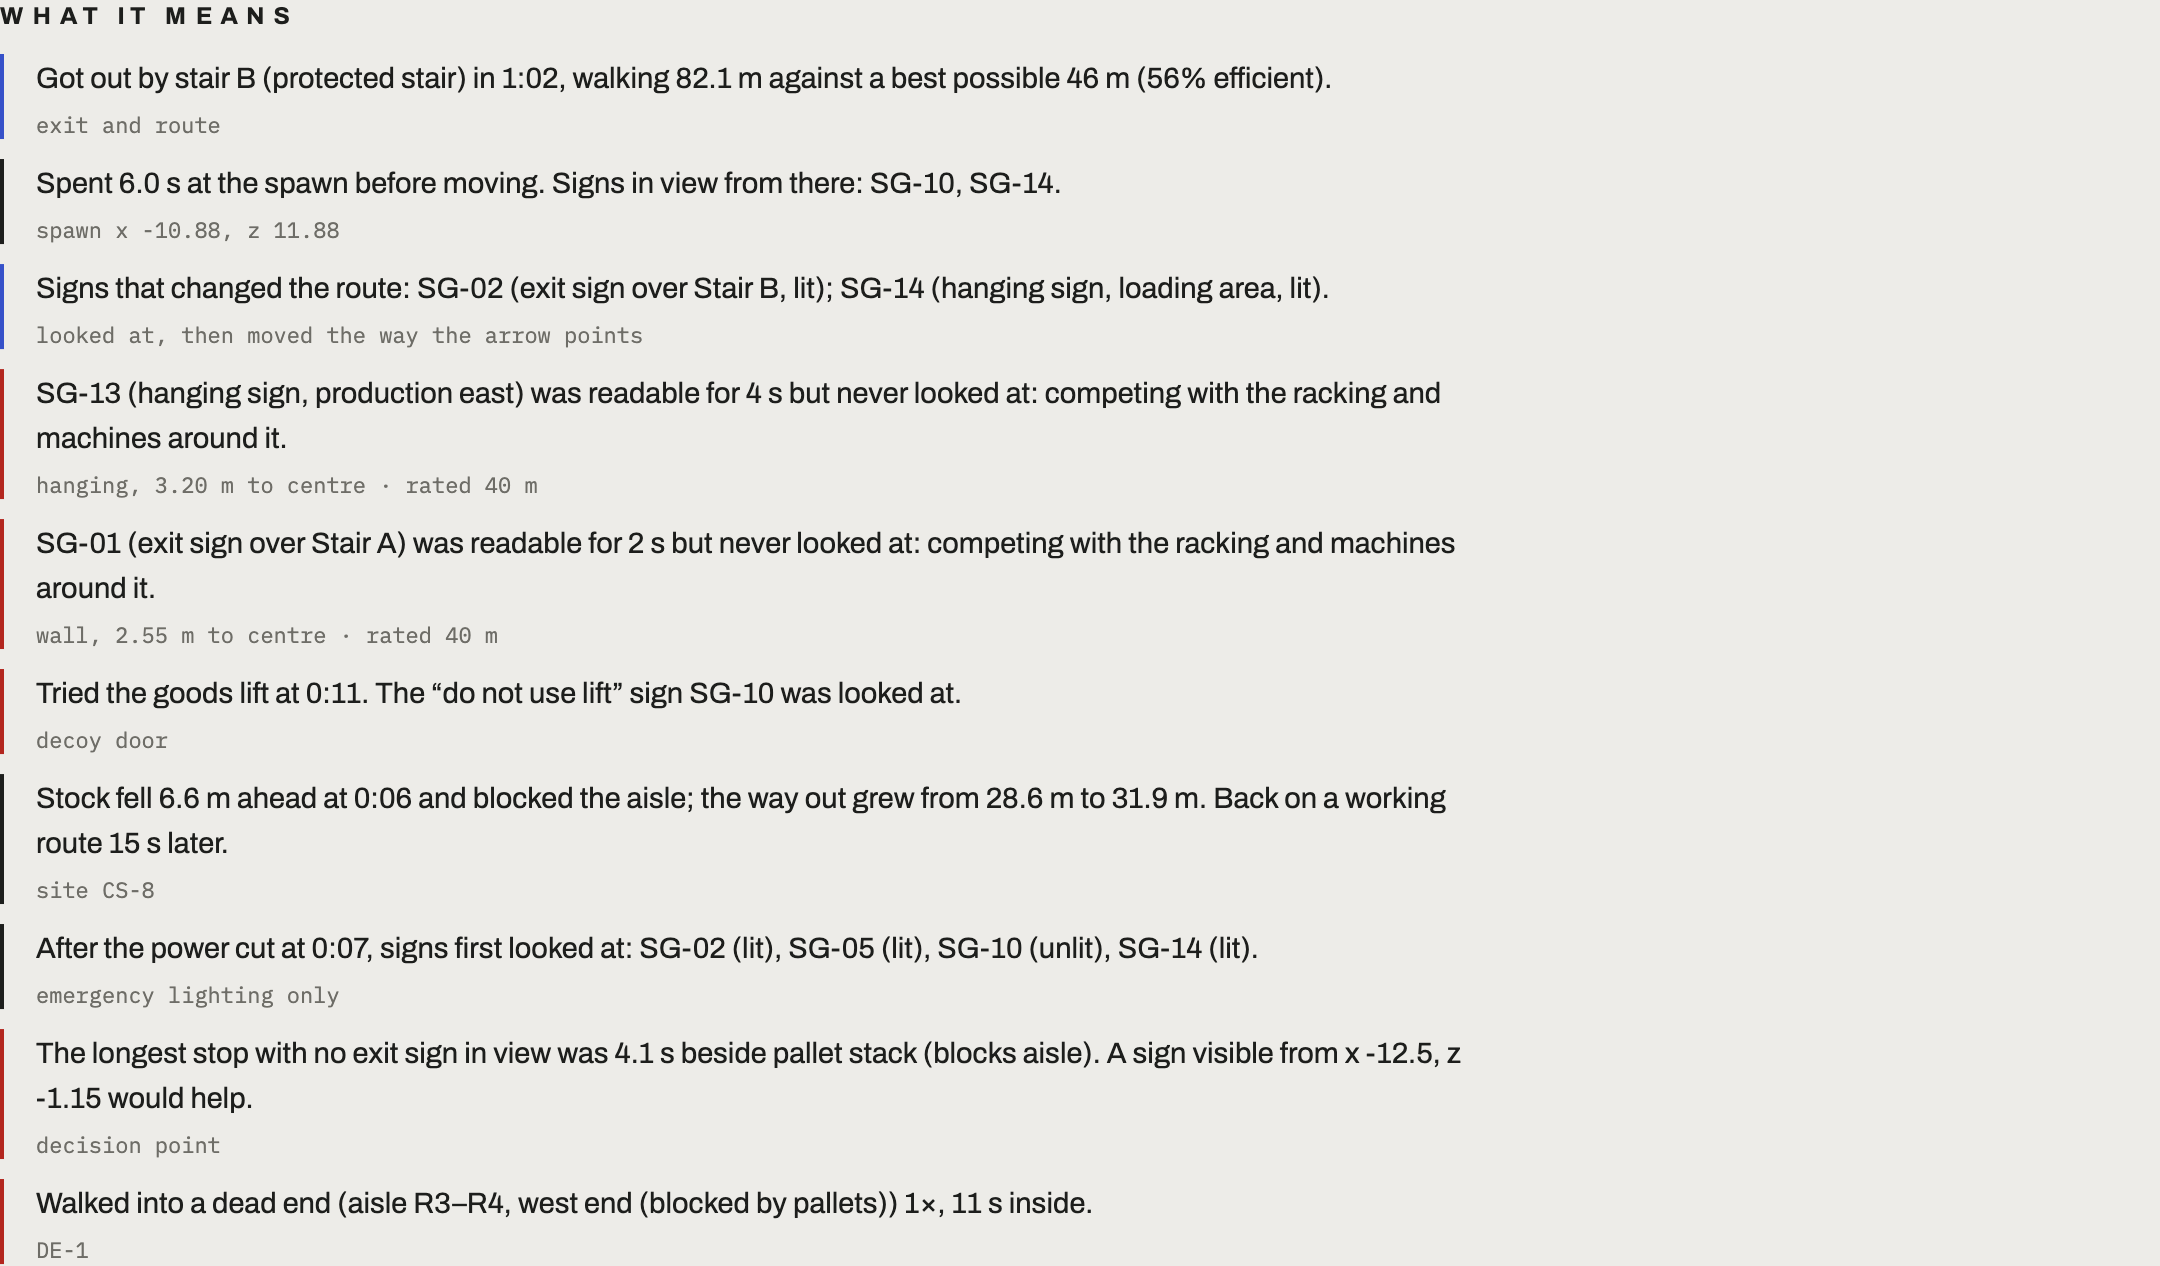 WHAT IT MEANS
Got out by stair B (protected stair) in 1:02, walking 82.1 m against a best possible 46 m (56% efficient).
exit and route
Spent 6.0 s at the spawn before moving. Signs in view from there: SG-10, SG-14.
spawn x -10.88, z 11.88
Signs that changed the route: SG-02 (exit sign over Stair B, lit); SG-14 (hanging sign, loading area, lit).
looked at, then moved the way the arrow points
SG-13 (hanging sign, production east) was readable for 4 s but never looked at: competing with the racking and
machines around it.
hanging, 3.20 m to centre · rated 40 m
SG-01 (exit sign over Stair A) was readable for 2 s but never looked at: competing with the racking and machines
around it.
wall, 2.55 m to centre · rated 40 m
Tried the goods lift at 0:11. The “do not use lift” sign SG-10 was looked at.
decoy door
Stock fell 6.6 m ahead at 0:06 and blocked the aisle; the way out grew from 28.6 m to 31.9 m. Back on a working
route 15 s later.
site CS-8
After the power cut at 0:07, signs first looked at: SG-02 (lit), SG-05 (lit), SG-10 (unlit), SG-14 (lit).
emergency lighting only
The longest stop with no exit sign in view was 4.1 s beside pallet stack (blocks aisle). A sign visible from x -12.5, z
-1.15 would help.
decision point
Walked into a dead end (aisle R3–R4, west end (blocked by pallets)) 1×, 11 s inside.
DE-1